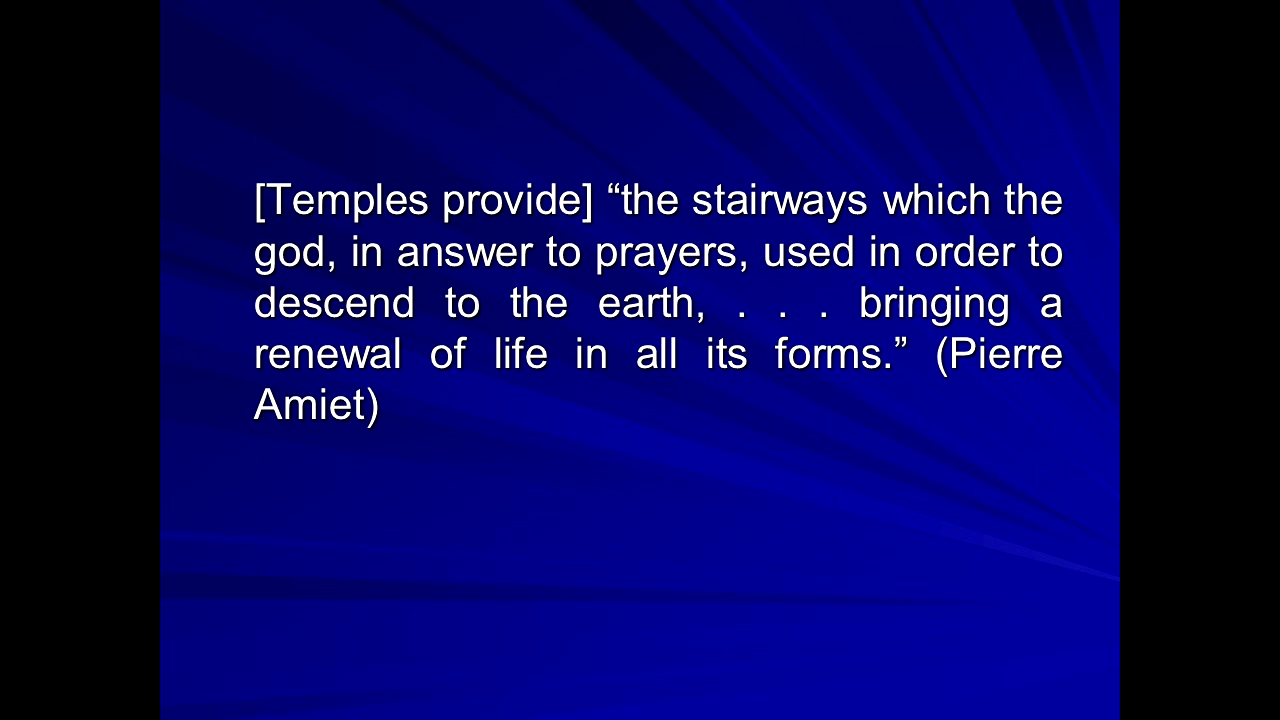 [Temples provide] “the stairways which the
god, in answer to prayers, used in order to
descend to the earth, . . . bringing a
renewal of life in all its forms.” (Pierre
Amiet)